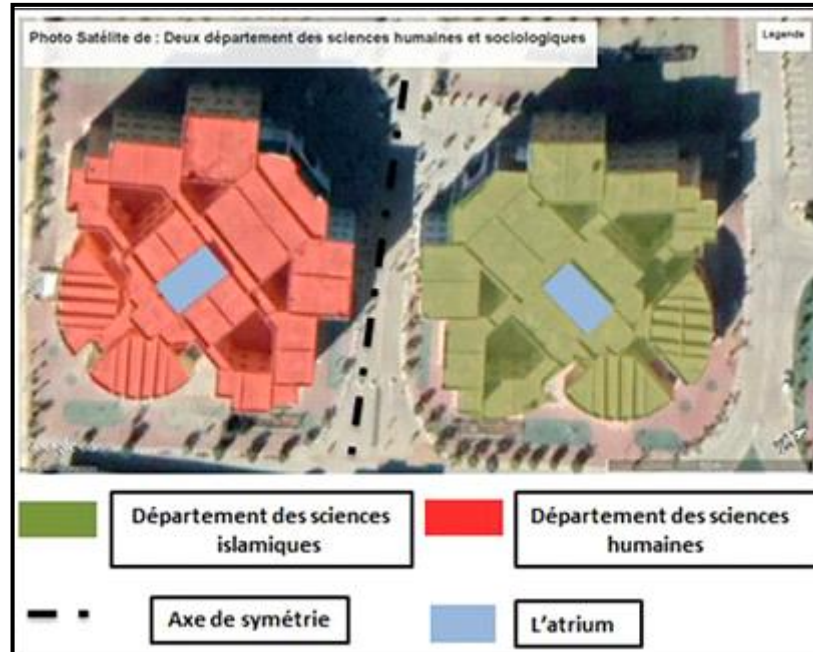 Photo Satélite de : Deux département des sciences humaines et sociologiques
Légende
Département des sciences
islamiques
Département des sciences
humaines
Axe de symétrie
L'atrium